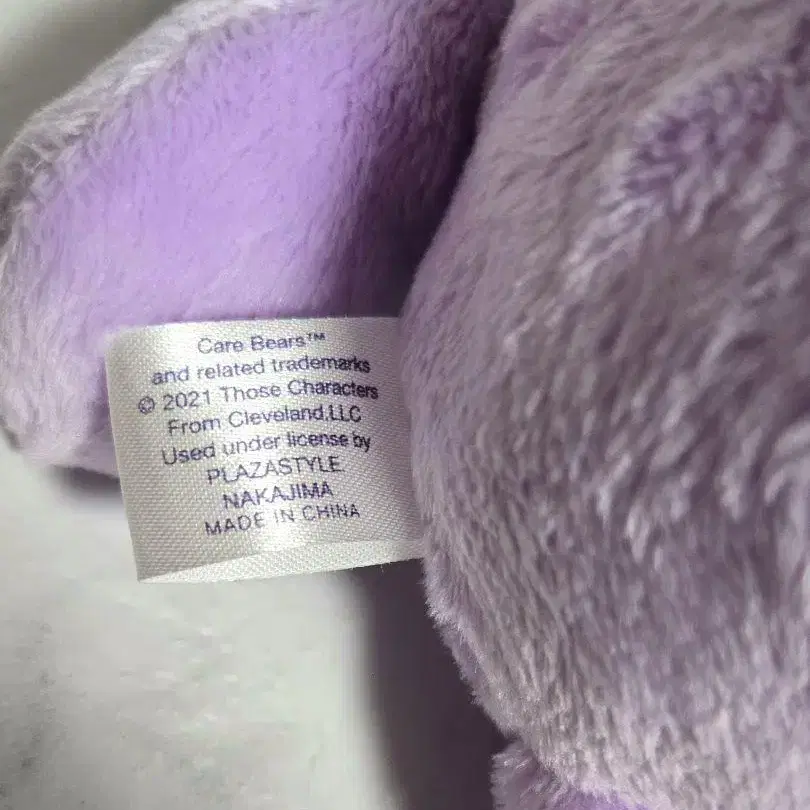 Care Bears™
and related trademarks
© 2021 Those Characters
From Cleveland,LLC
Used under license by
PLAZASTYLE
NAKAJIMA
MADE IN CHINA